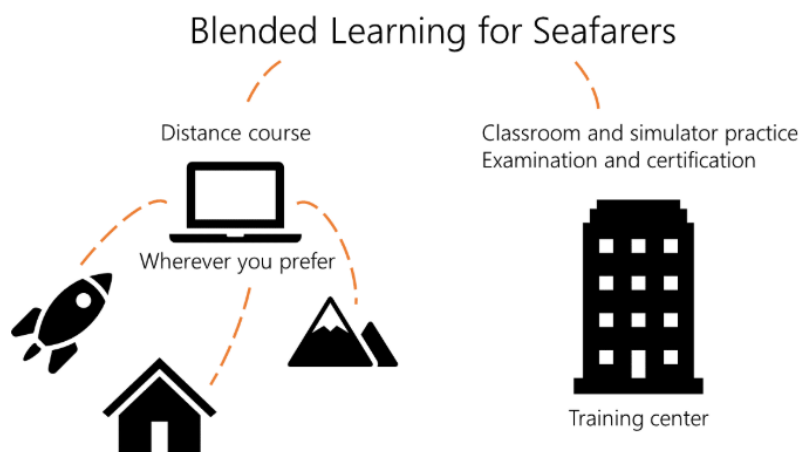 Blended Learning for Seafarers
Distance course
Wherever you prefer
Classroom and simulator practice
Examination and certification
Training center